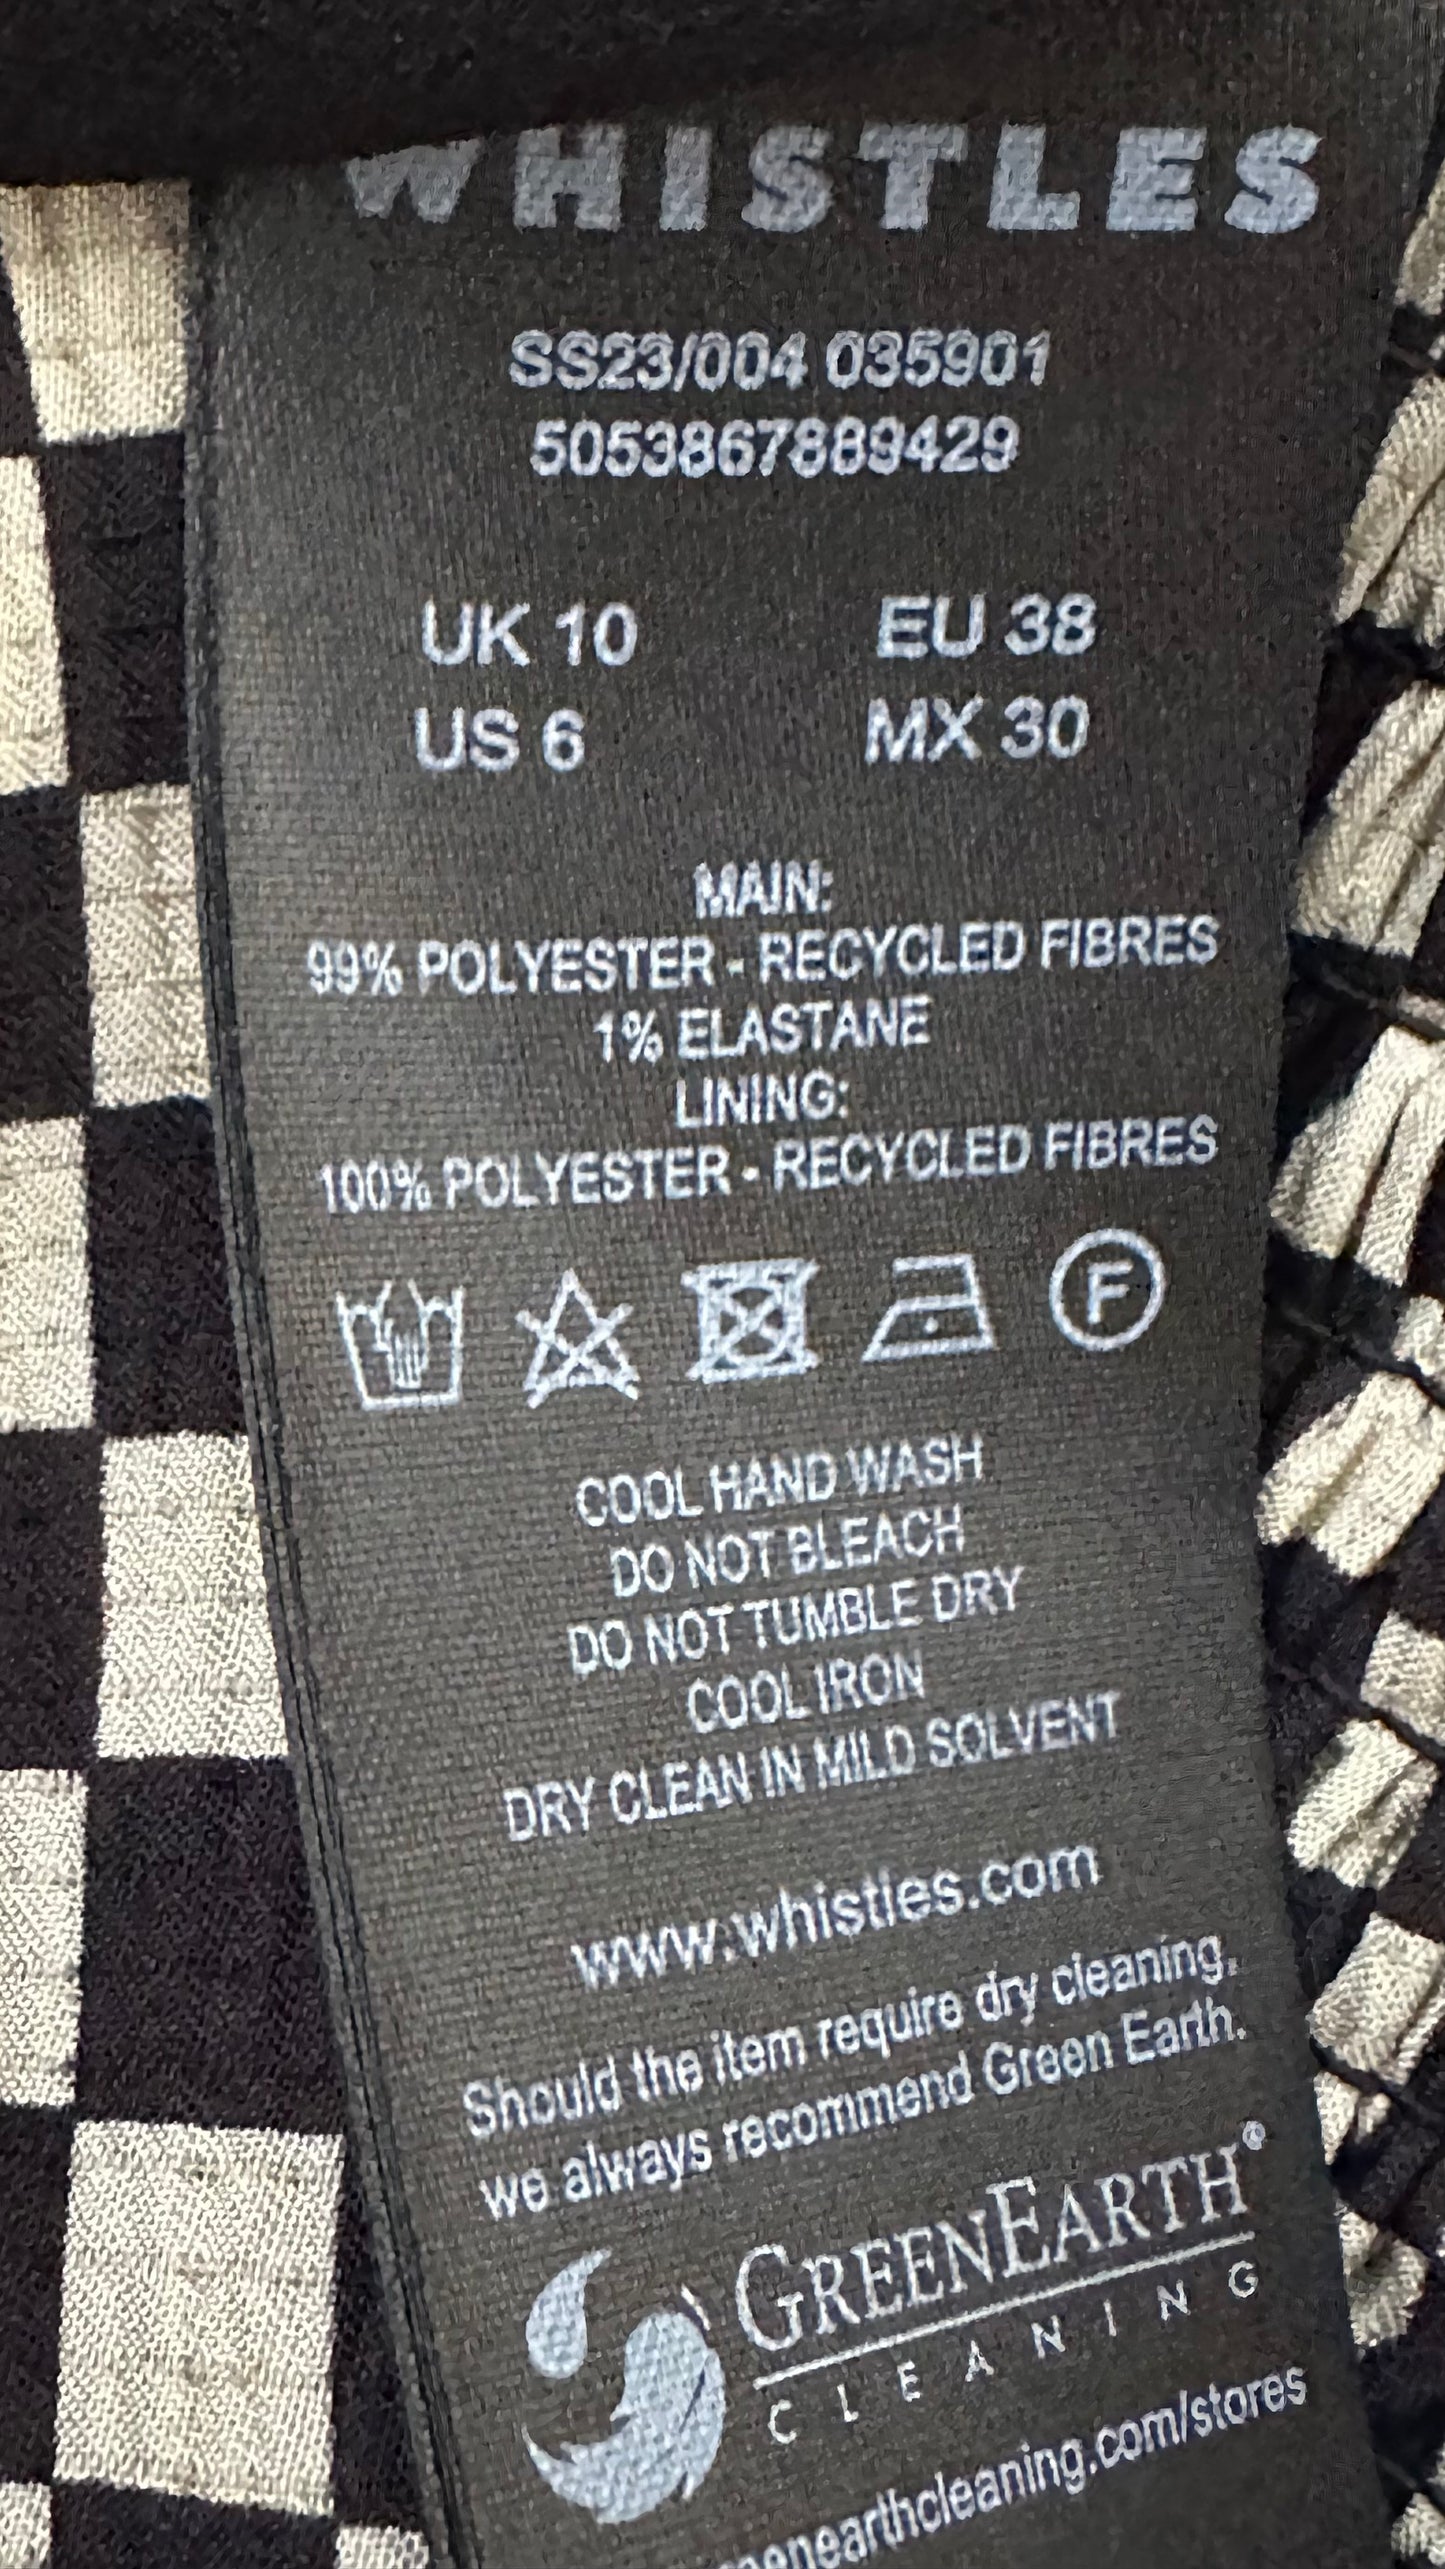 WHISTLES
SS23/004 035901
5053867889429
UK 10 EU 38
US 6 MX 30
MAIN:
99% POLYESTER - RECYCLED FIBRES
1% ELASTANE
LINING:
100% POLYESTER - RECYCLED FIBRES
F
COOL HAND WASH
DO NOT BLEACH
DO NOT TUMBLE DRY
COOL IRON
DRY CLEAN IN MILD SOLVENT
www.whistles.com
Should the item require dry cleaning,
we always recommend Green Earth.
GREENEARTH®
CLEANING
enearthcleaning.com/stores